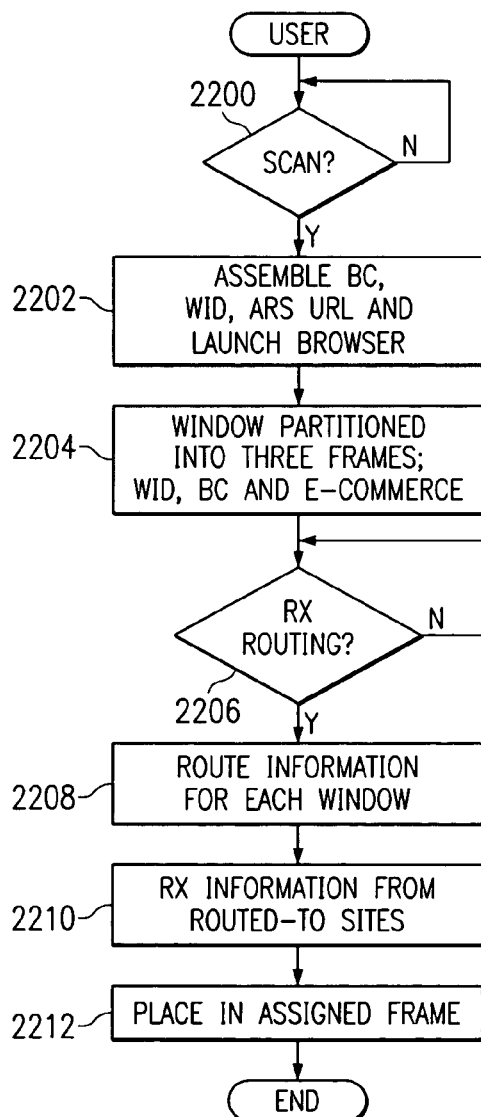 USER
2200
SCAN?
N
Y
2202
ASSEMBLE BC,
WID, ARS URL AND
LAUNCH BROWSER
2204
WINDOW PARTITIONED
INTO THREE FRAMES;
WID, BC AND E-COMMERCE
RX
ROUTING?
N
2206
Y
2208
ROUTE INFORMATION
FOR EACH WINDOW
2210
RX INFORMATION FROM
ROUTED-TO SITES
2212
PLACE IN ASSIGNED FRAME
END